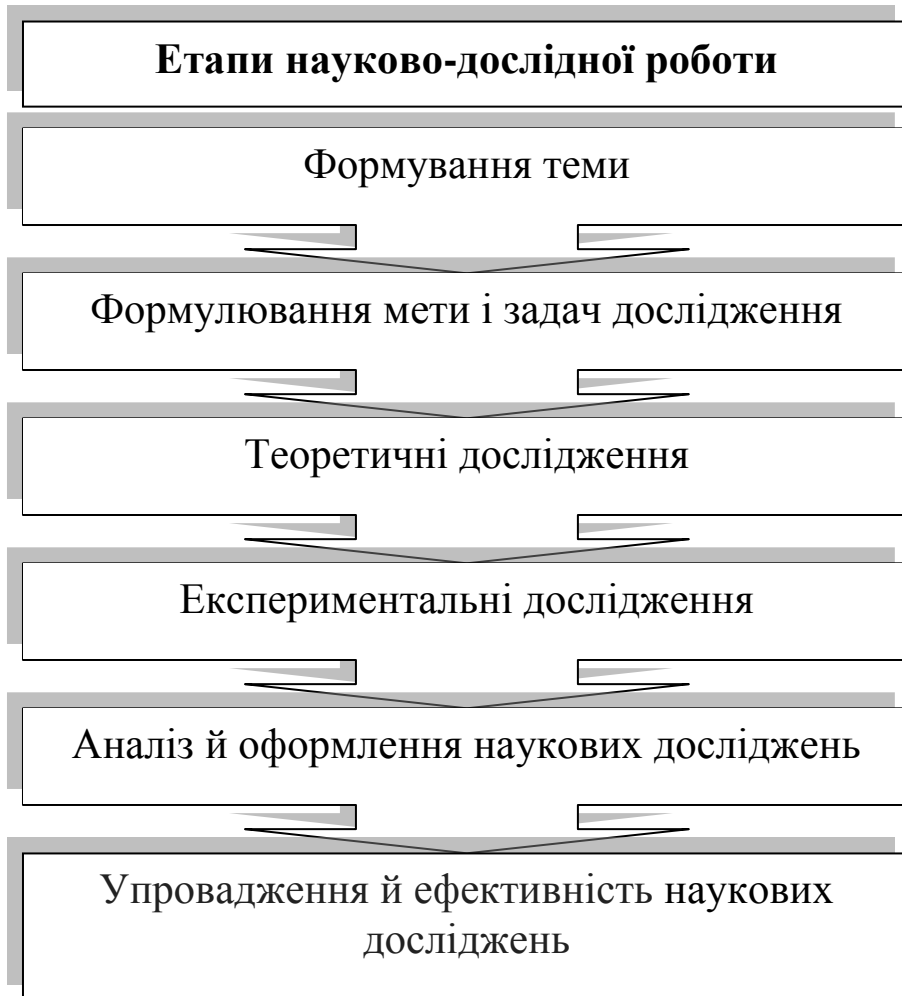 Етапи науково-дослідної роботи
Формування теми
Формулювання мети і задач дослідження
Теоретичні дослідження
Експериментальні дослідження
Аналіз й оформлення наукових досліджень
Упровадження й ефективність наукових
досліджень